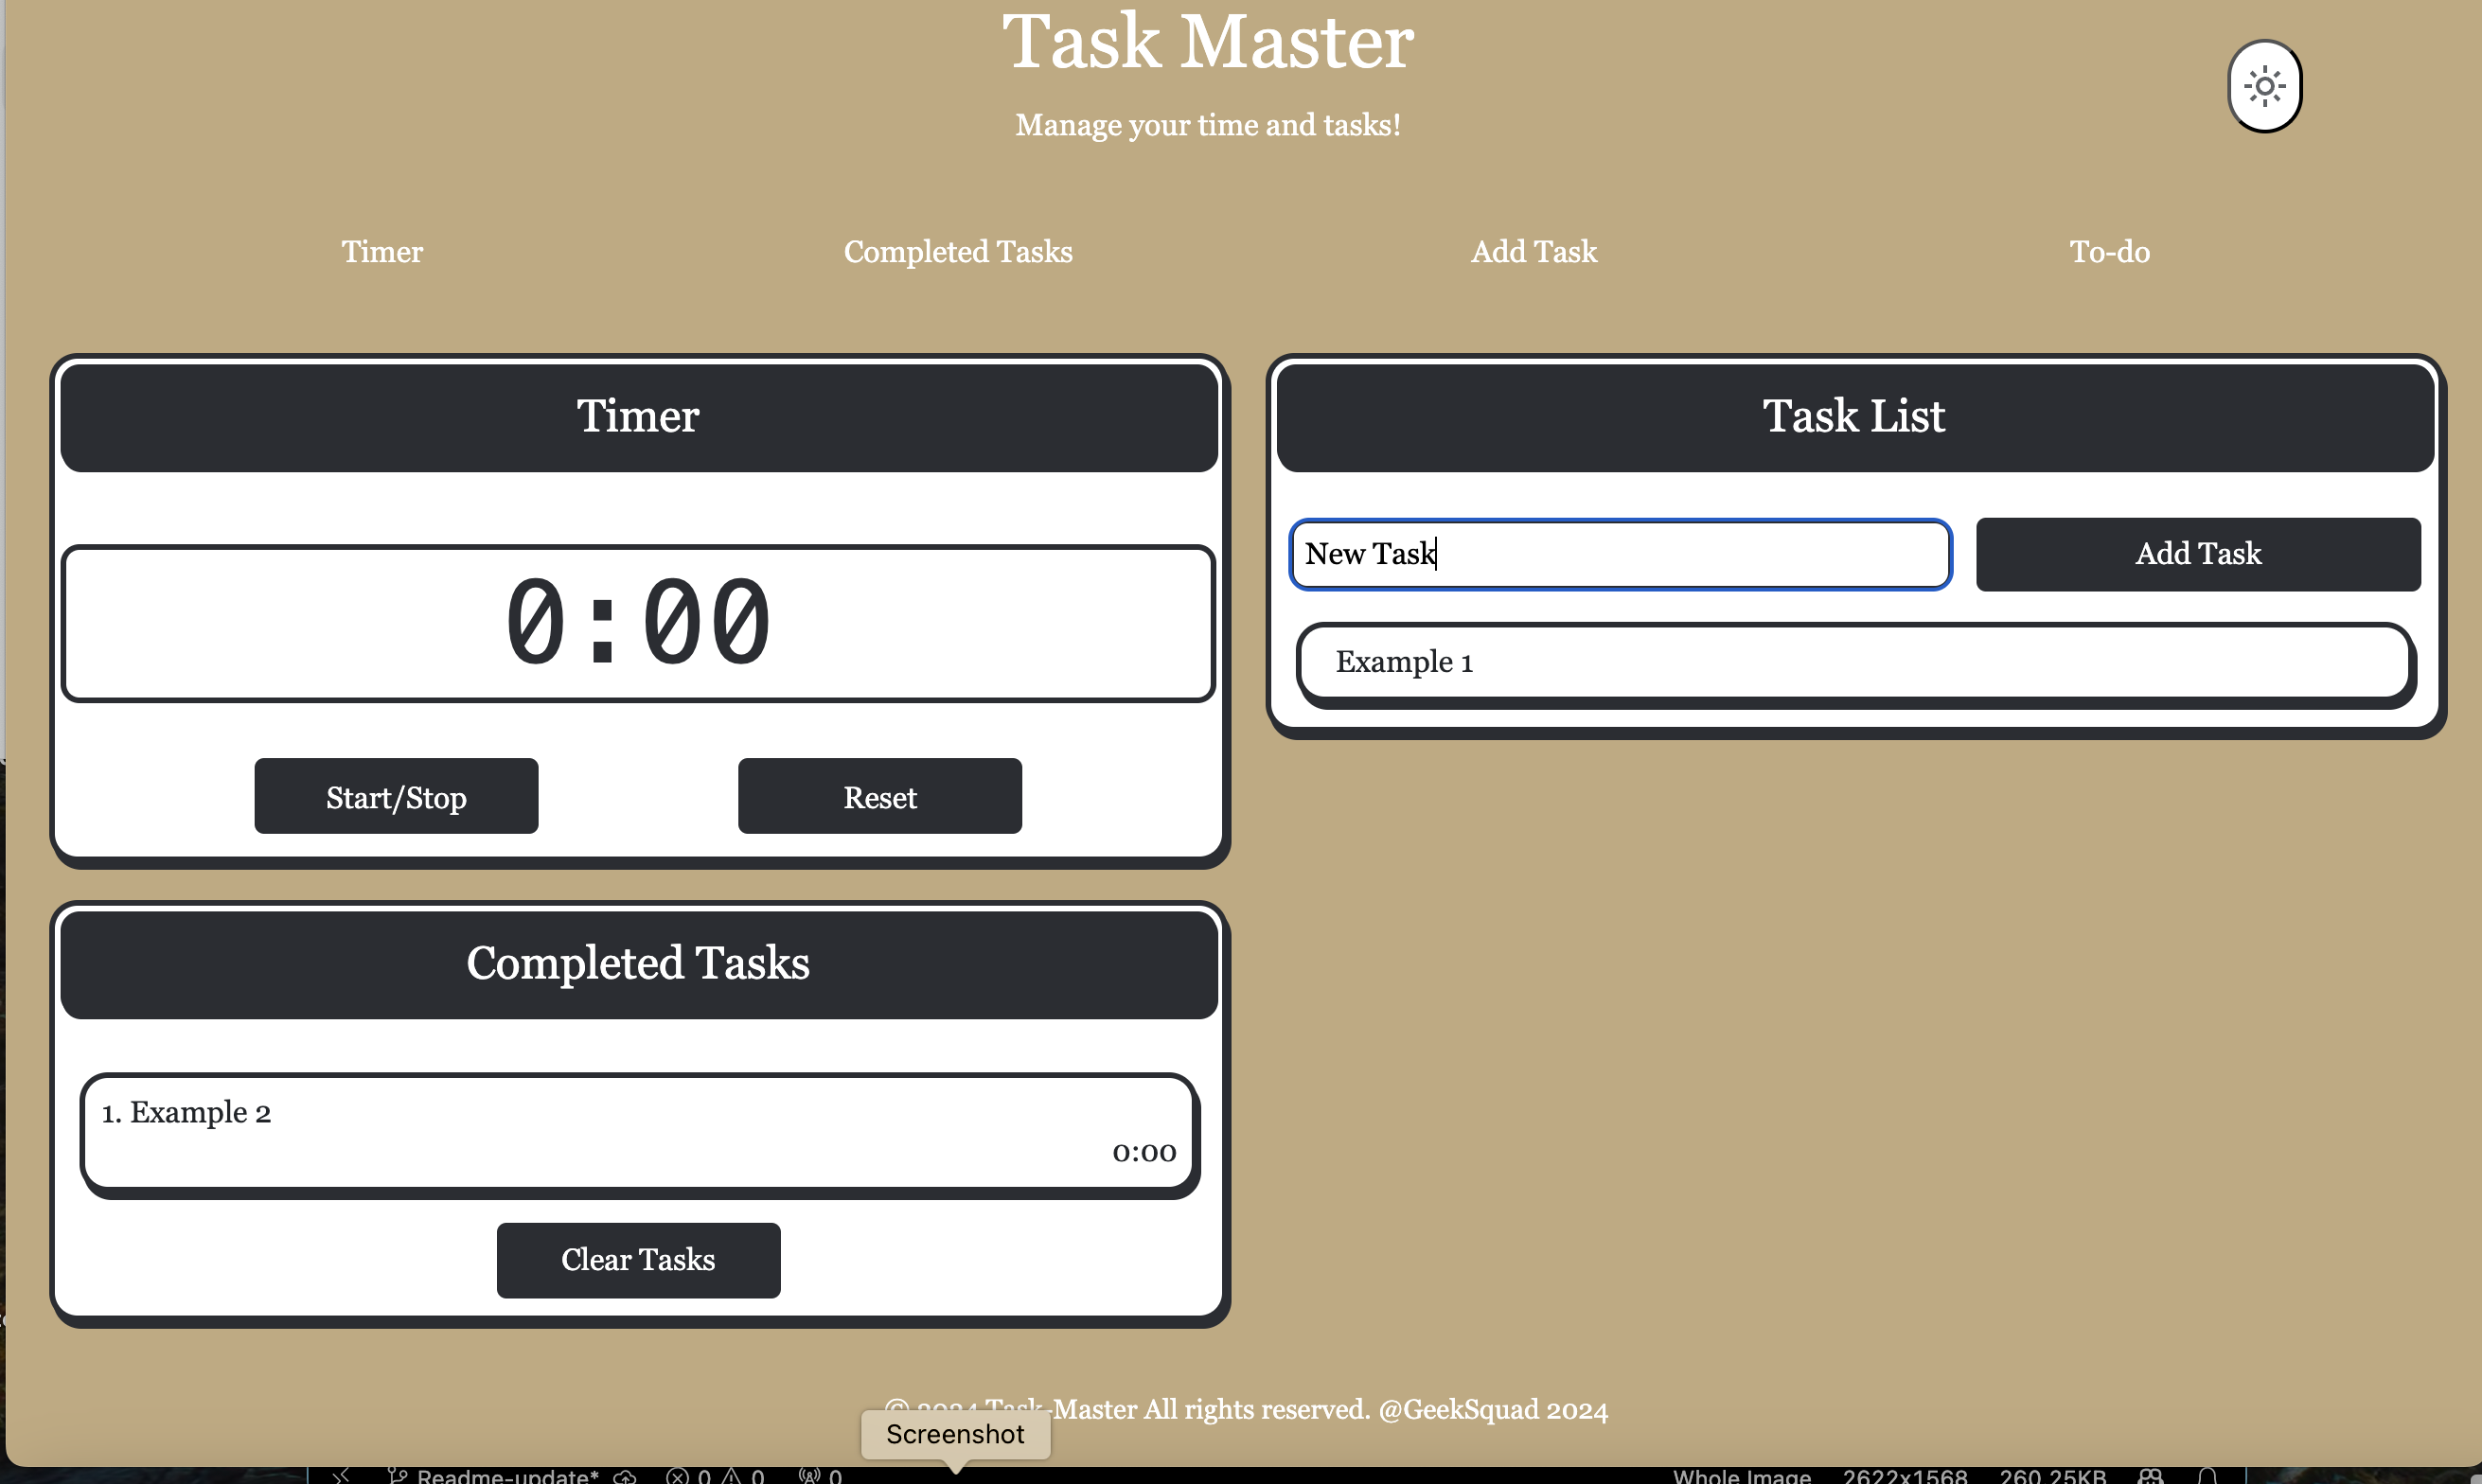 Task Master
Manage your time and tasks!
Timer
Completed Tasks
Add Task
To-do
Timer
0:00
Start/Stop
Reset
Task List
New Task
Add Task
Example 1
Completed Tasks
1. Example 2
0:00
Clear Tasks
© 2024 Task-Master All rights reserved. @GeekSquad 2024
Screenshot
Readme-update* 0 0 0 Whole Image 2622x1568 260.25KB